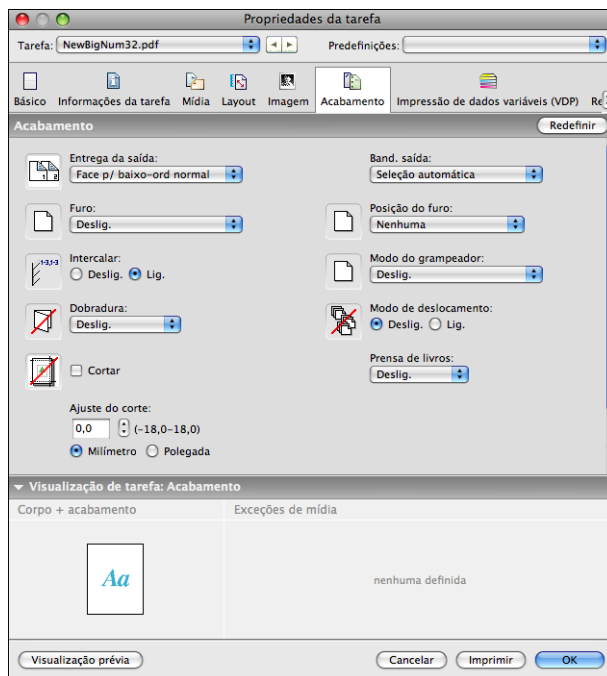 Propriedades da tarefa
Tarefa: NewBigNum32.pdf Predefinições:
Básico Informações da tarefa Mídia Layout Imagem Acabamento Impressão de dados variáveis (VDP) Re
Acabamento Redefinir
Entrega da saída: Band. saída:
Face p/ baixo-ord normal Seleção automática
Furo: Posição do furo:
Deslig. Nenhuma
Intercalar: Modo do grampeador:
Deslig. Lig. Deslig.
Dobradura: Modo de deslocamento:
Deslig. Deslig. Lig.
Cortar Prensa de livros:
Deslig.
Ajuste do corte:
0,0 (-18,0-18,0)
Milímetro Polegada
Visualização de tarefa: Acabamento
Corpo + acabamento Exceções de mídia
Aa nenhuma definida
Visualização prévia Cancelar Imprimir OK